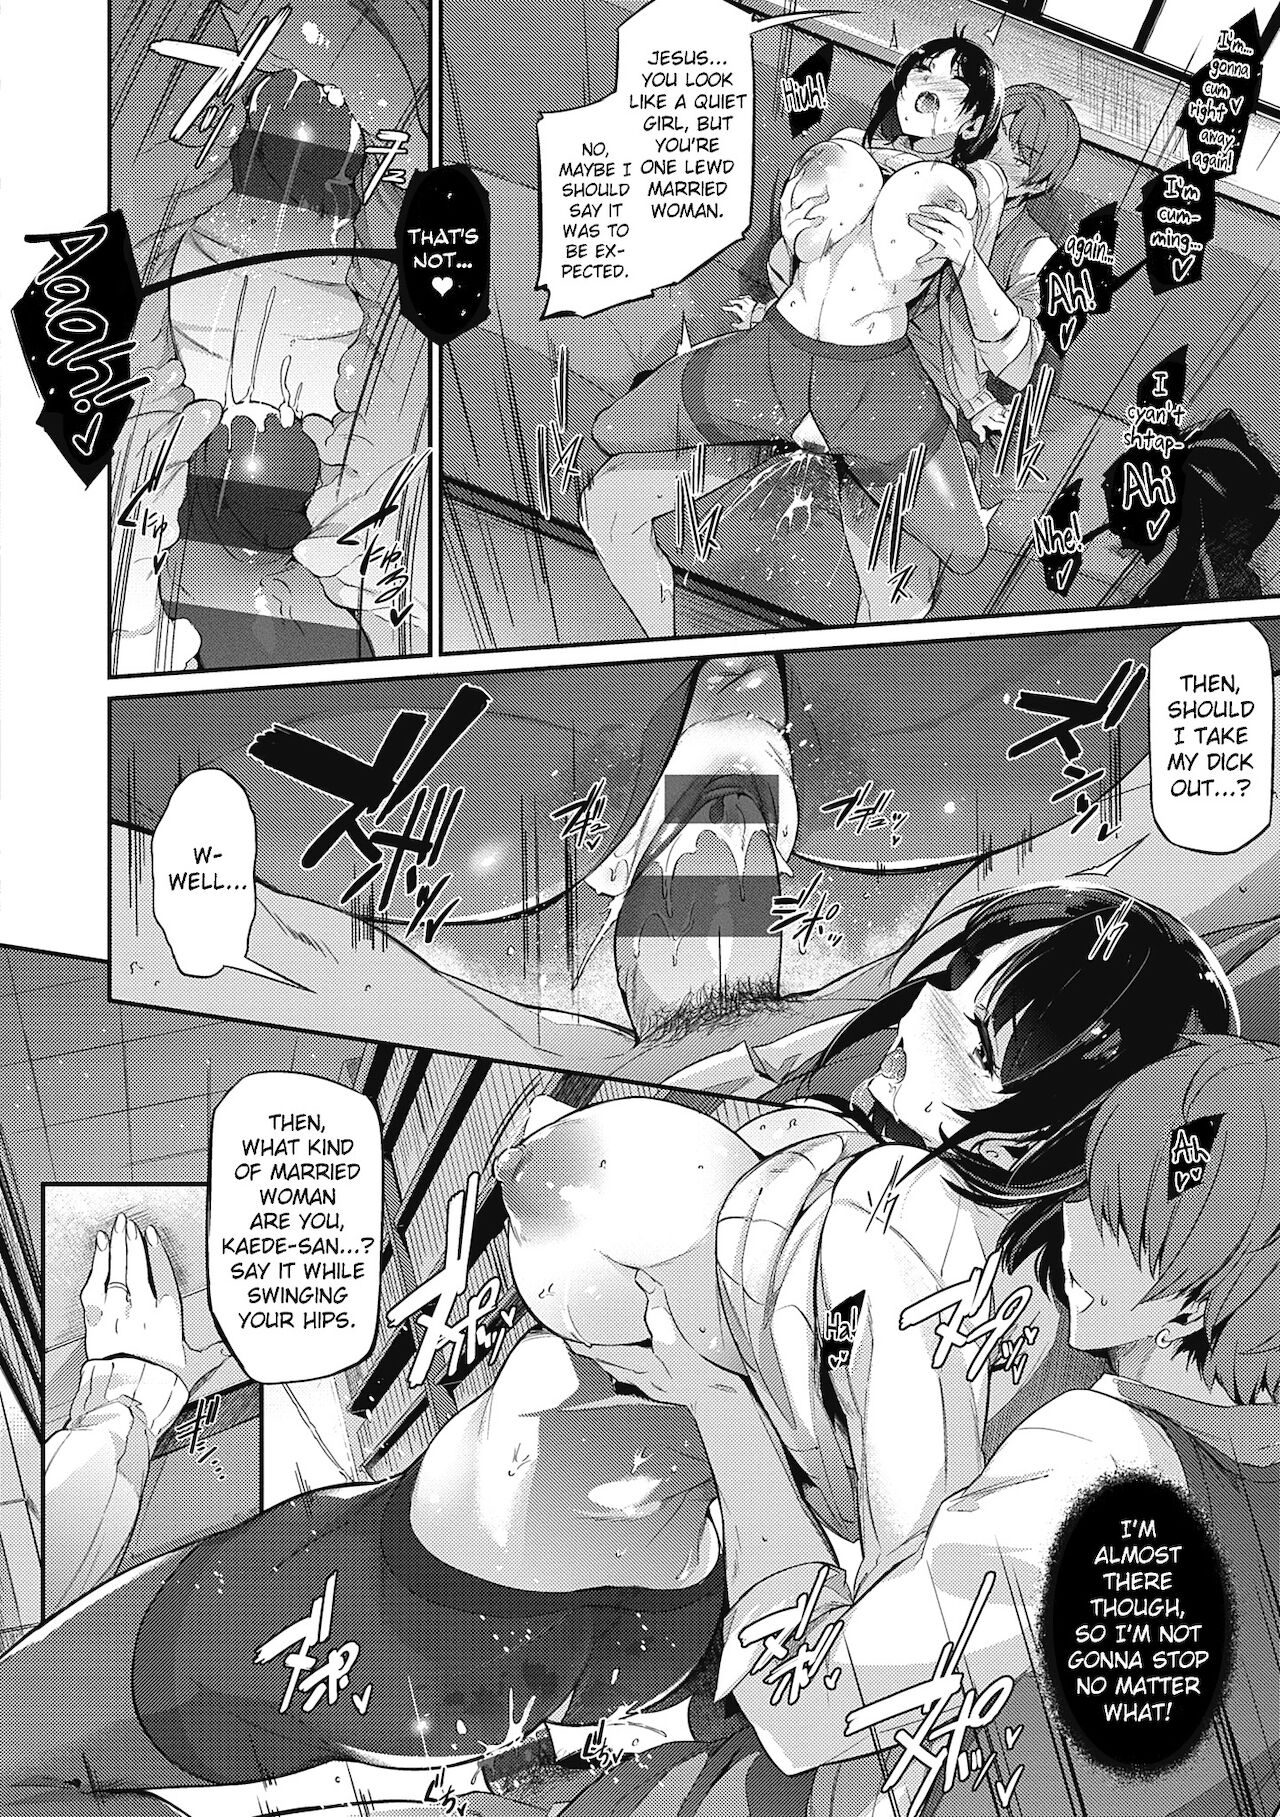 I'm...
gonna
cum
right
away
again!
I'm
cum-
ming...
again...
Ah!
I
cyan't
shtap-
Ahi
Nhe!
Hiuh!
JESUS...
YOU LOOK
LIKE A QUIET
GIRL, BUT
YOU'RE
ONE LEWD
MARRIED
WOMAN.
NO,
MAYBE I
SHOULD
SAY IT
WAS TO
BE EX-
PECTED.
THAT'S
NOT...
Aaah!
THEN,
SHOULD
I TAKE
MY DICK
OUT...?
W-
WELL...
THEN,
WHAT KIND
OF MARRIED
WOMAN
ARE YOU,
KAEDE-SAN...?
SAY IT WHILE
SWINGING
YOUR HIPS.
Ah
Ha!
I'M
ALMOST
THERE
THOUGH,
SO I'M NOT
GONNA STOP
NO MATTER
WHAT!